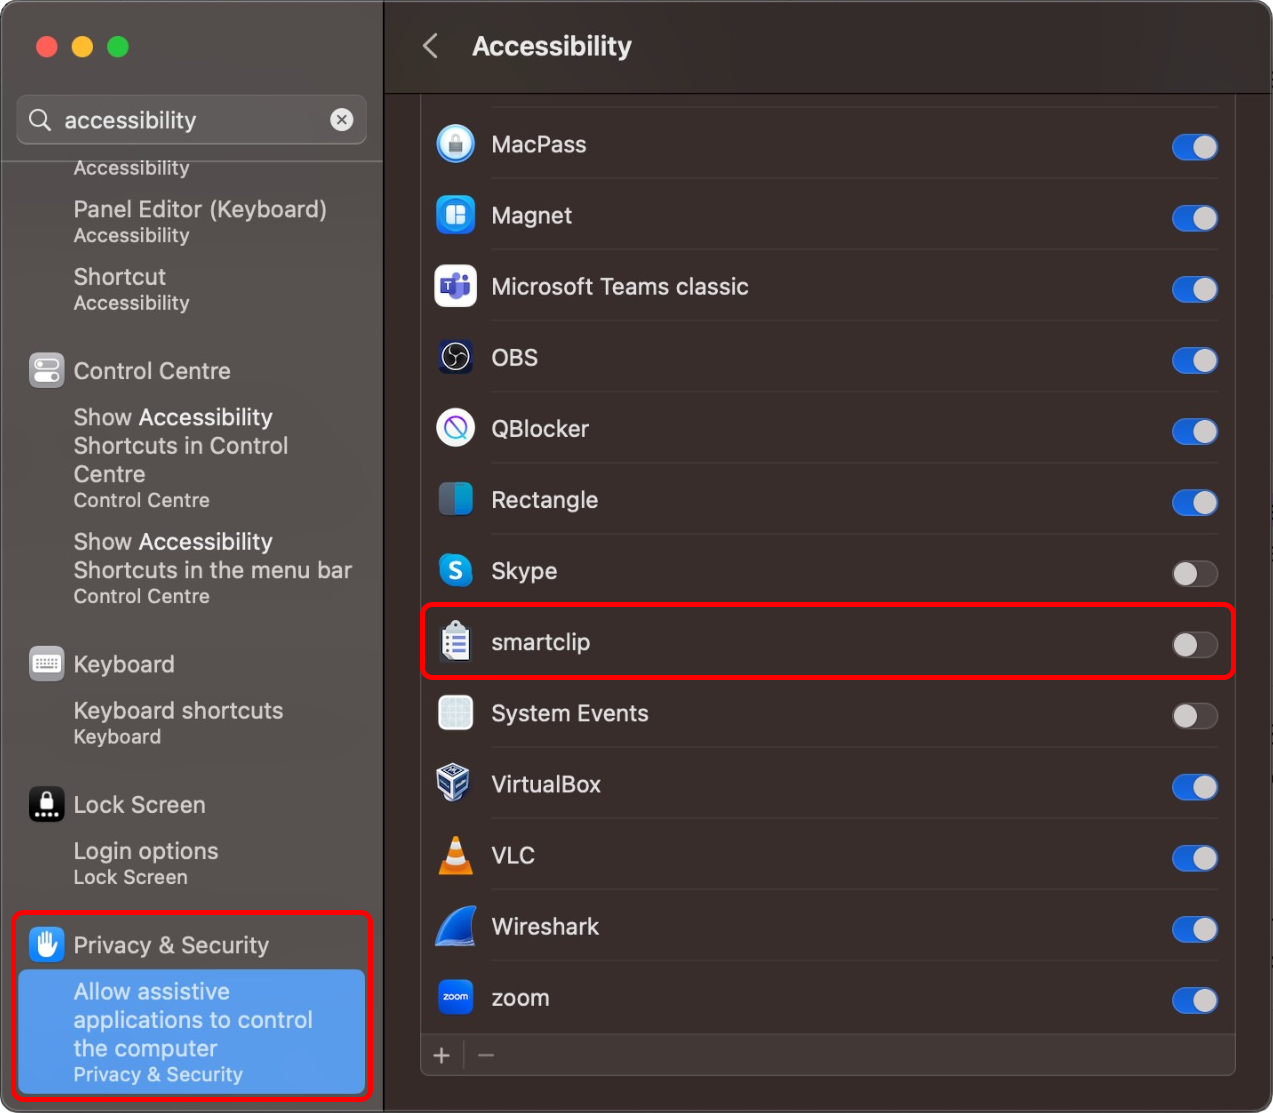 accessibility
Accessibility
Panel Editor (Keyboard)
Accessibility
Shortcut
Accessibility
Control Centre
Show Accessibility
Shortcuts in Control
Centre
Control Centre
Show Accessibility
Shortcuts in the menu bar
Control Centre
Keyboard
Keyboard shortcuts
Keyboard
Lock Screen
Login options
Lock Screen
Privacy & Security
Allow assistive
applications to control
the computer
Privacy & Security
Accessibility
MacPass
Magnet
T
Microsoft Teams classic
OBS
QBlocker
Rectangle
S
Skype
smartclip
System Events
VirtualBox
VLC
Wireshark
zoom
zoom
+
−